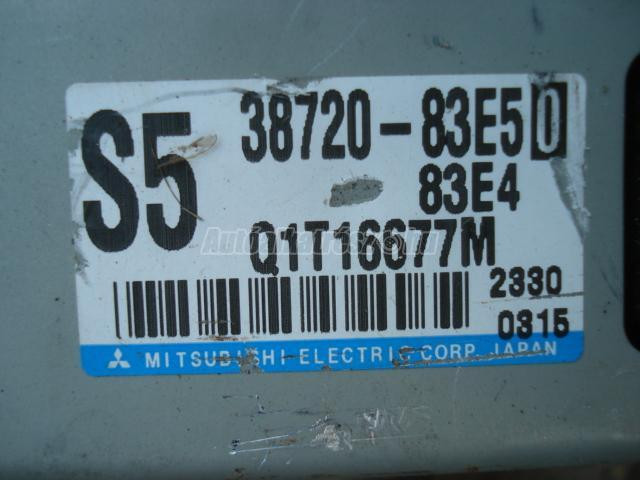 S5 38720-83E50
83E4
Q1T16677M
2330
0315
MITSUBISHI ELECTRIC CORP. JAPAN